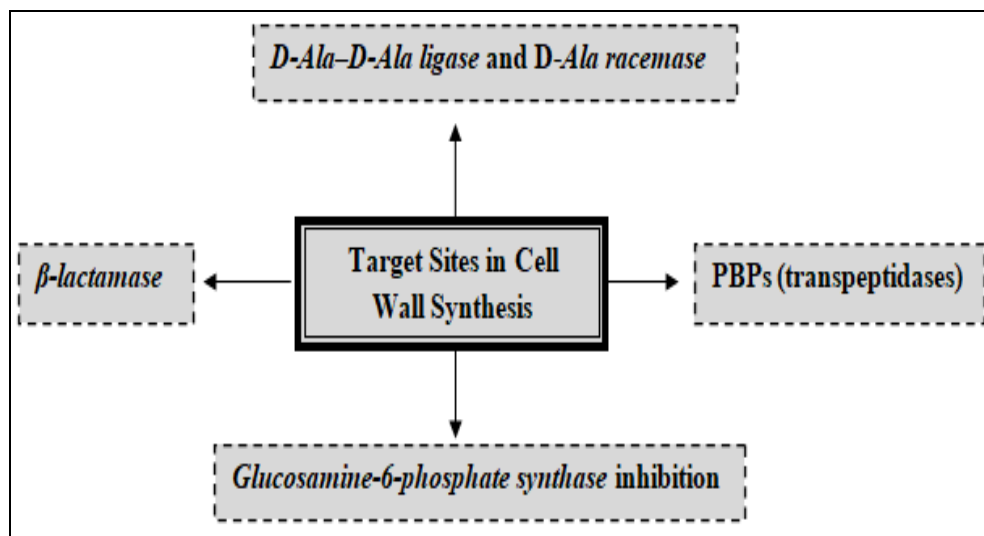 D-Ala–D-Ala ligase and D-Ala racemase
β-lactamase
Target Sites in Cell
Wall Synthesis
PBPs (transpeptidases)
Glucosamine-6-phosphate synthase inhibition